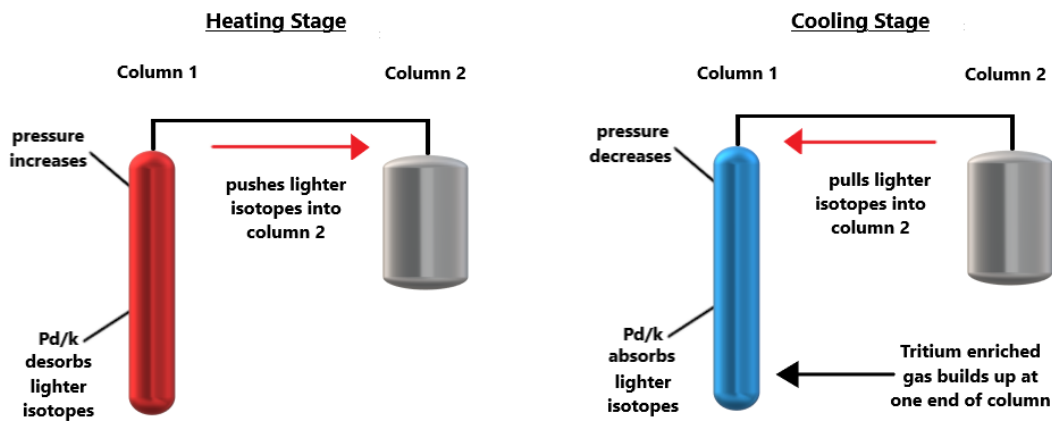 Heating Stage
Column 1
Column 2
pressure
increases
pushes lighter
isotopes into
column 2
Pd/k
desorbs
lighter
isotopes
Cooling Stage
Column 1
Column 2
pressure
decreases
pulls lighter
isotopes into
column 2
Pd/k
absorbs
lighter
isotopes
Tritium enriched
gas builds up at
one end of column